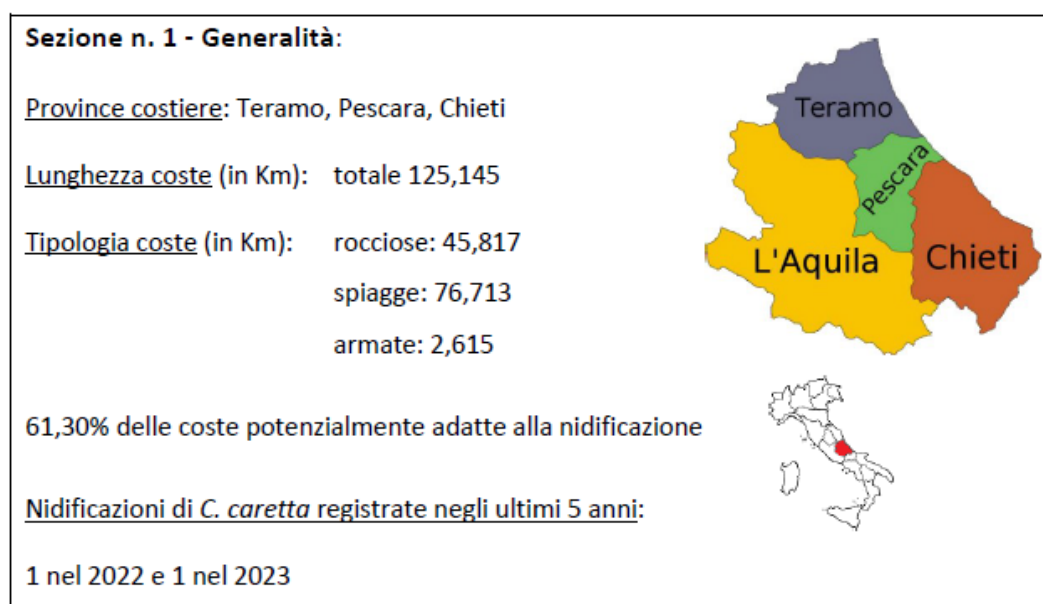 Sezione n. 1 - Generalità:
Province costiere: Teramo, Pescara, Chieti
Lunghezza coste (in Km): totale 125,145
Tipologia coste (in Km): rocciose: 45,817
spiagge: 76,713
armate: 2,615
61,30% delle coste potenzialmente adatte alla nidificazione
Nidificazioni di C. caretta registrate negli ultimi 5 anni:
1 nel 2022 e 1 nel 2023
Teramo
Pescara
L'Aquila
Chieti